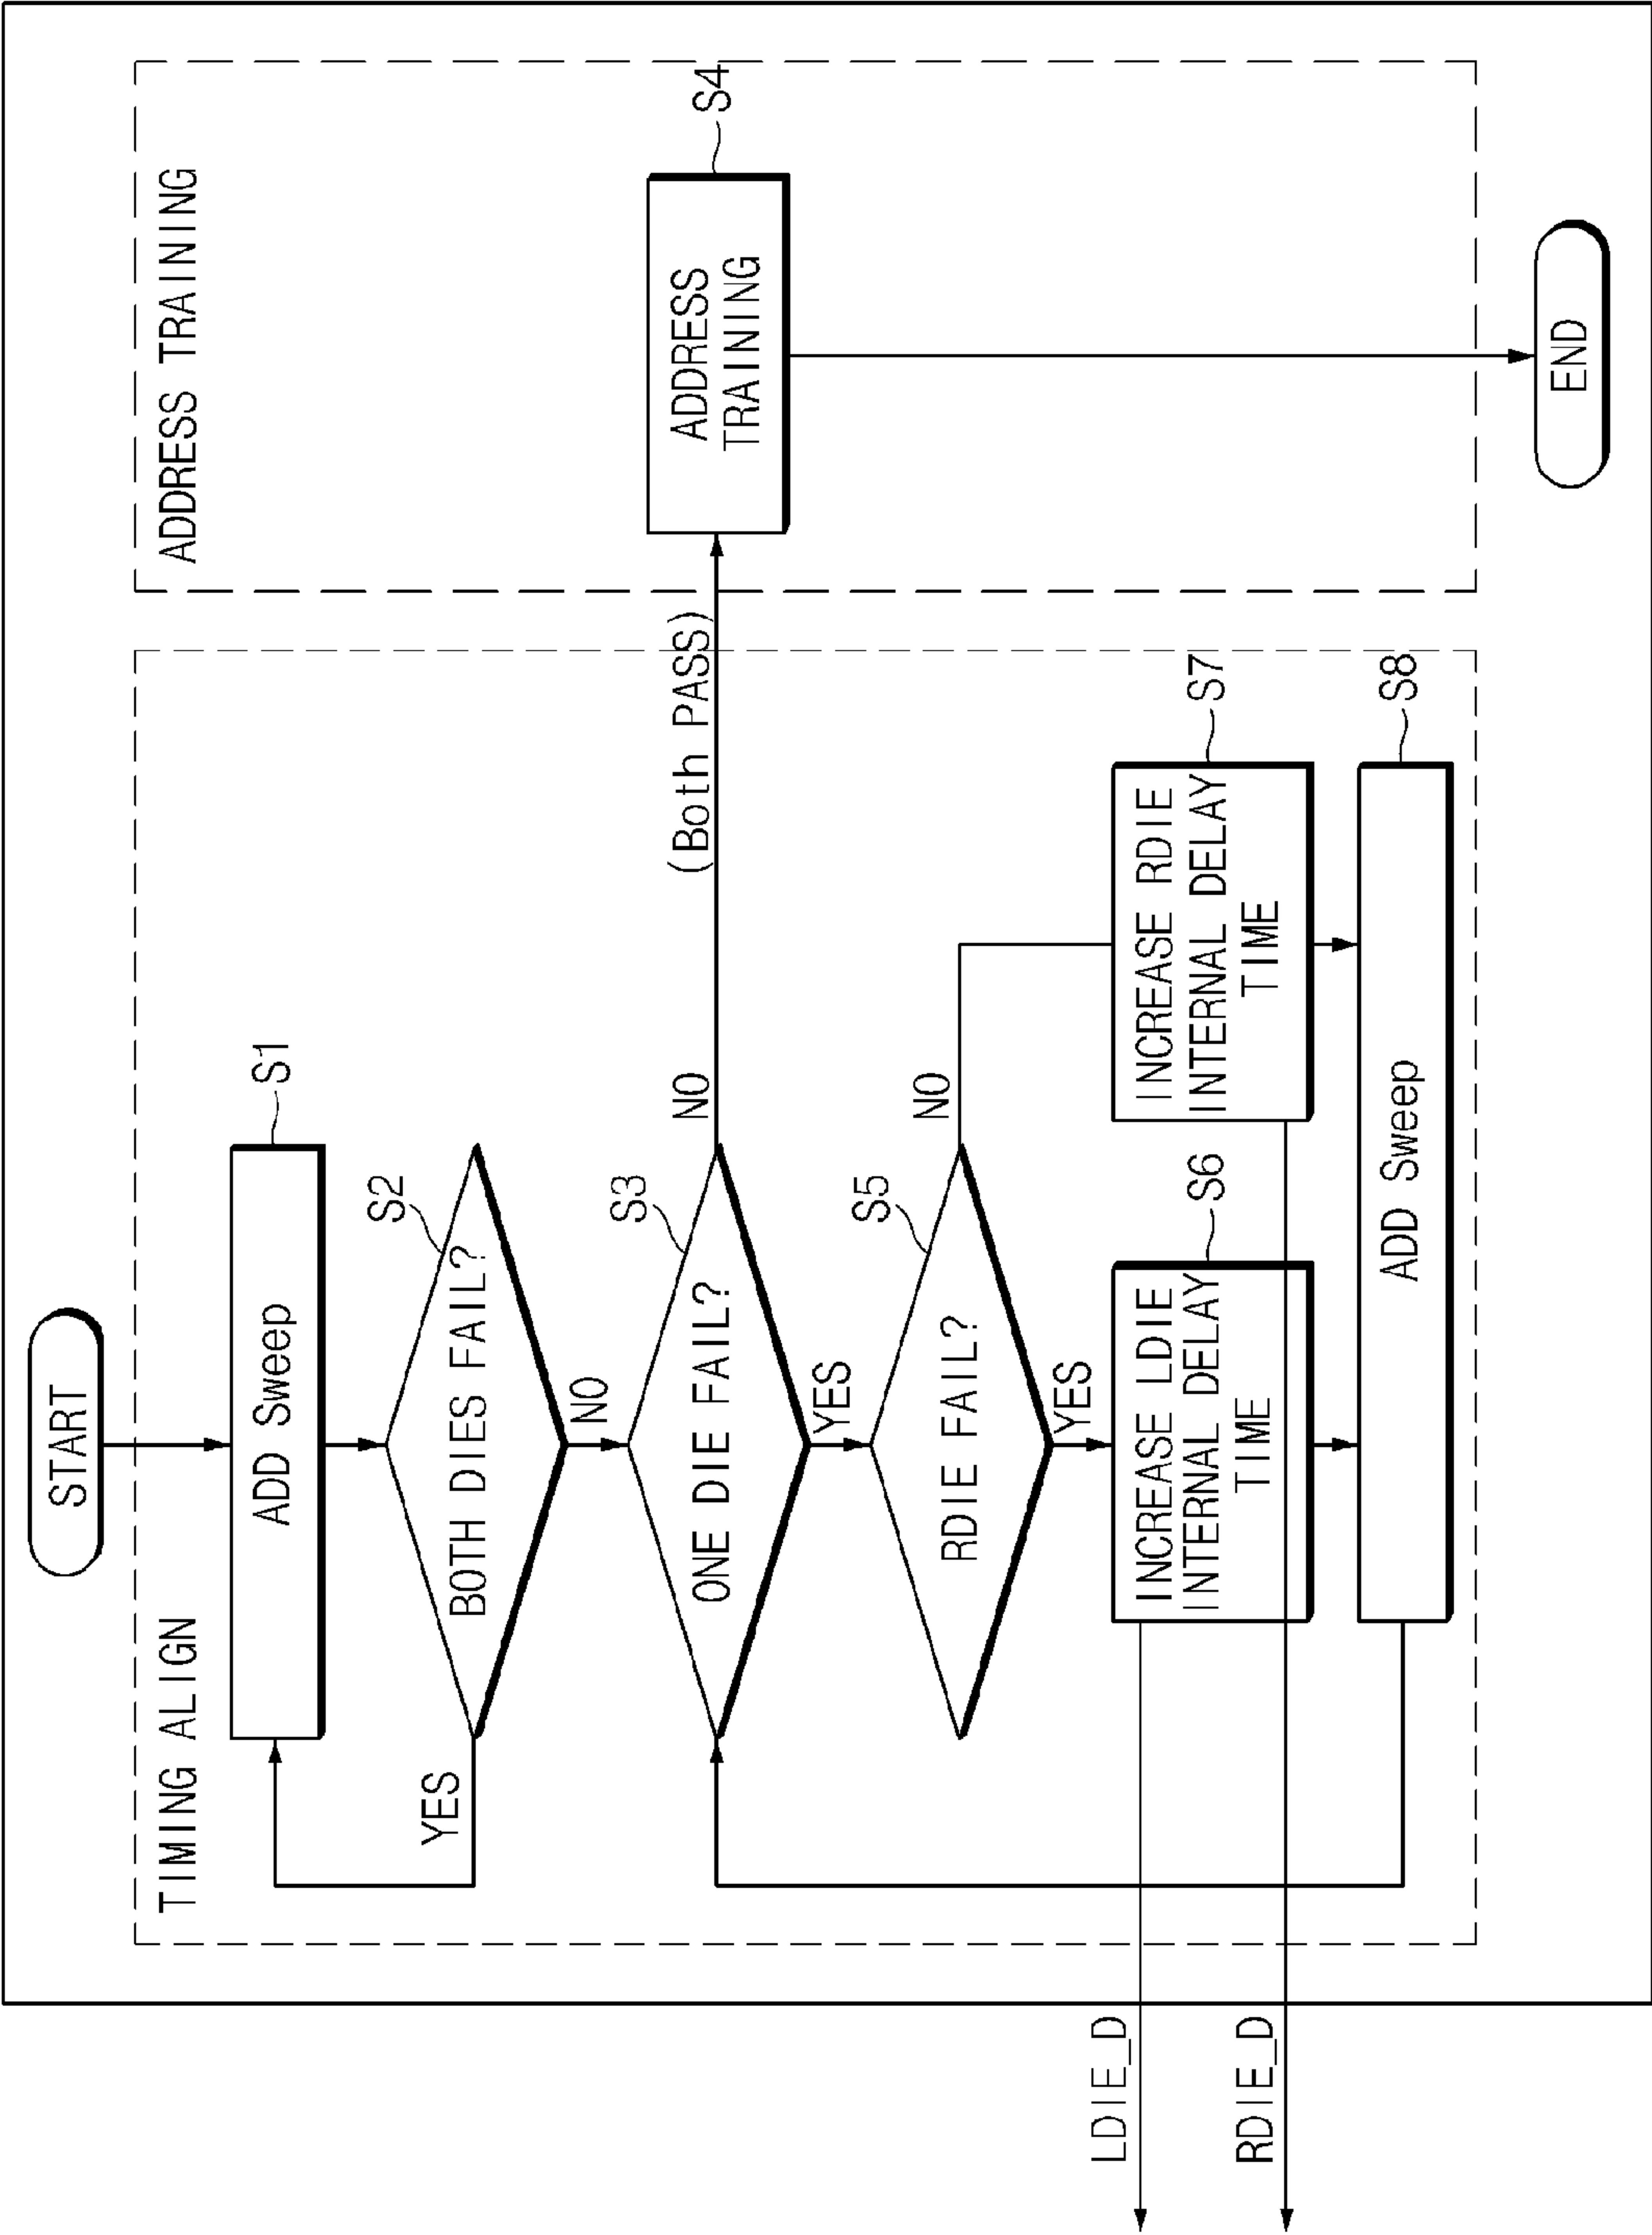 START
TIMING ALIGN
ADDRESS TRAINING
ADD Sweep
S1
BOTH DIES FAIL?
S2
YES
NO
ONE DIE FAIL?
S3
NO
(Both PASS)
ADDRESS
TRAINING
S4
YES
RDIE FAIL?
S5
NO
YES
INCREASE LDIE
INTERNAL DELAY
TIME
S6
INCREASE RDIE
INTERNAL DELAY
TIME
S7
LDIE_D
RDIE_D
ADD Sweep
S8
END